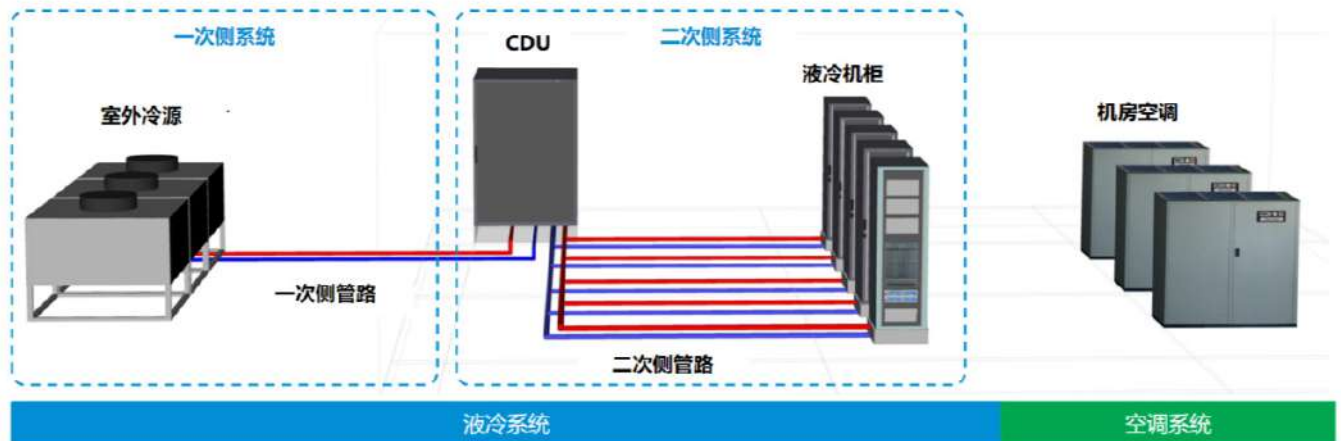 一次侧系统
二次侧系统
CDU
液冷机柜
室外冷源
机房空调
一次侧管路
二次侧管路
液冷系统
空调系统